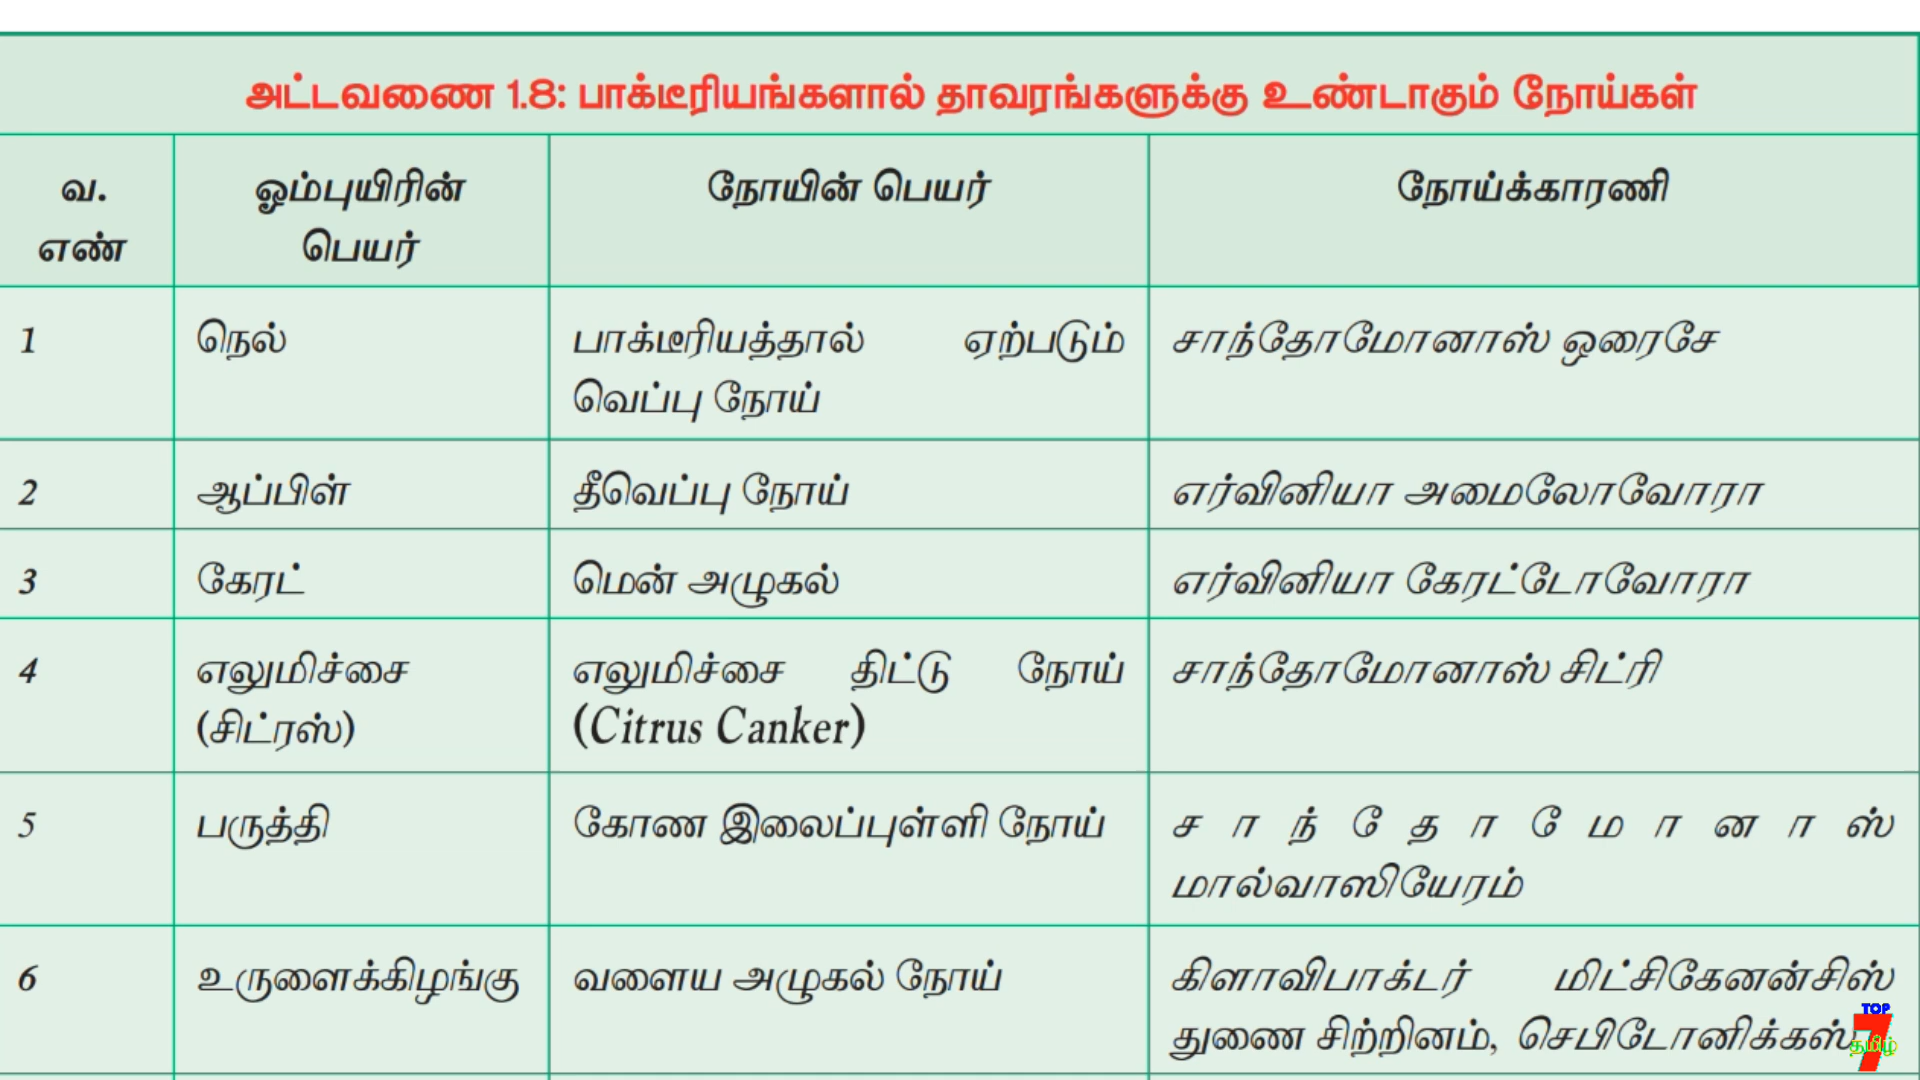 அட்டவணை 1.8: பாக்டீரியங்களால் தாவரங்களுக்கு உண்டாகும் நோய்கள்
வ. எண்
ஓம்புயிரின் பெயர்
நோயின் பெயர்
நோய்க்காரணி
1
நெல்
பாக்டீரியத்தால் ஏற்படும்
வெப்பு நோய்
சாந்தோமோனாஸ் ஒரைசே
2
ஆப்பிள்
தீவெப்பு நோய்
எர்வினியா அமைலோவோரா
3
கேரட்
மென் அழுகல்
எர்வினியா கேரட்டோவோரா
4
எலுமிச்சை
(சிட்ரஸ்)
எலுமிச்சை திட்டு நோய்
(Citrus Canker)
சாந்தோமோனாஸ் சிட்ரி
5
பருத்தி
கோண இலைப்புள்ளி நோய்
சாந்தோமோனாஸ்
மால்வாஸியேரம்
6
உருளைக்கிழங்கு
வளைய அழுகல் நோய்
கிளாவிபாக்டர் மிட்சிகேனன்சிஸ்
துணை சிற்றினம், செபிடோனிக்கஸ்
TOP
7
தமிழ்